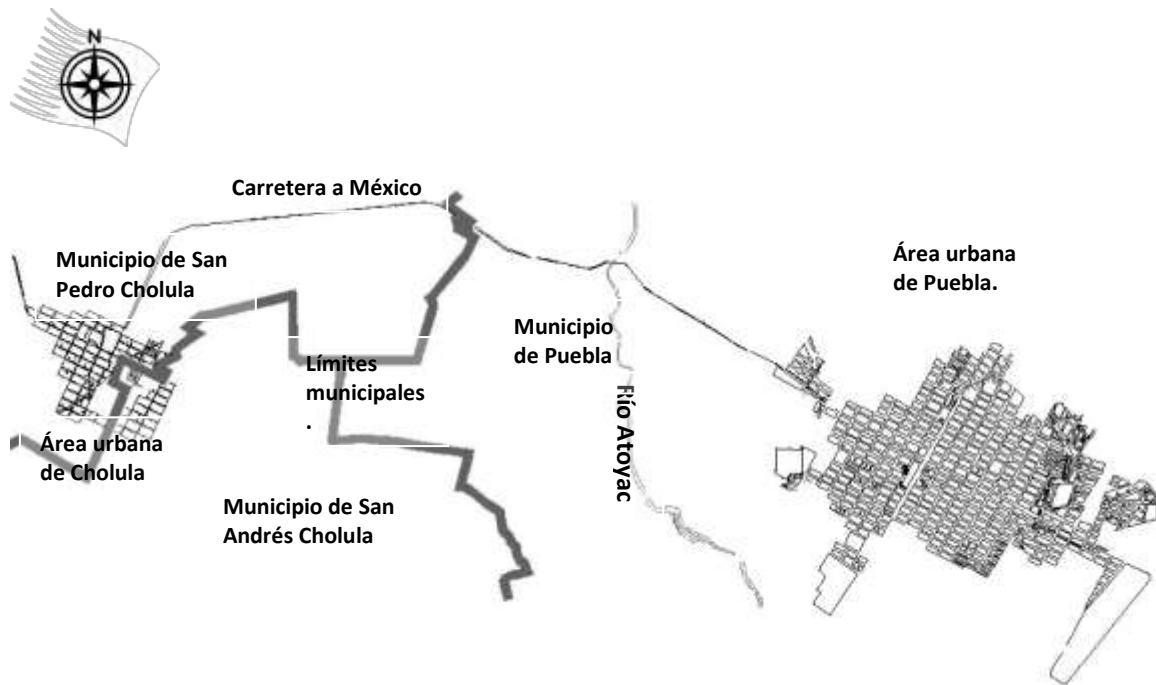 N
Carretera a México
Municipio de San
Pedro Cholula
Área urbana
de Puebla.
Municipio
de Puebla
Límites
municipales
.
Río Atoyac
Área urbana
de Cholula
Municipio de San
Andrés Cholula